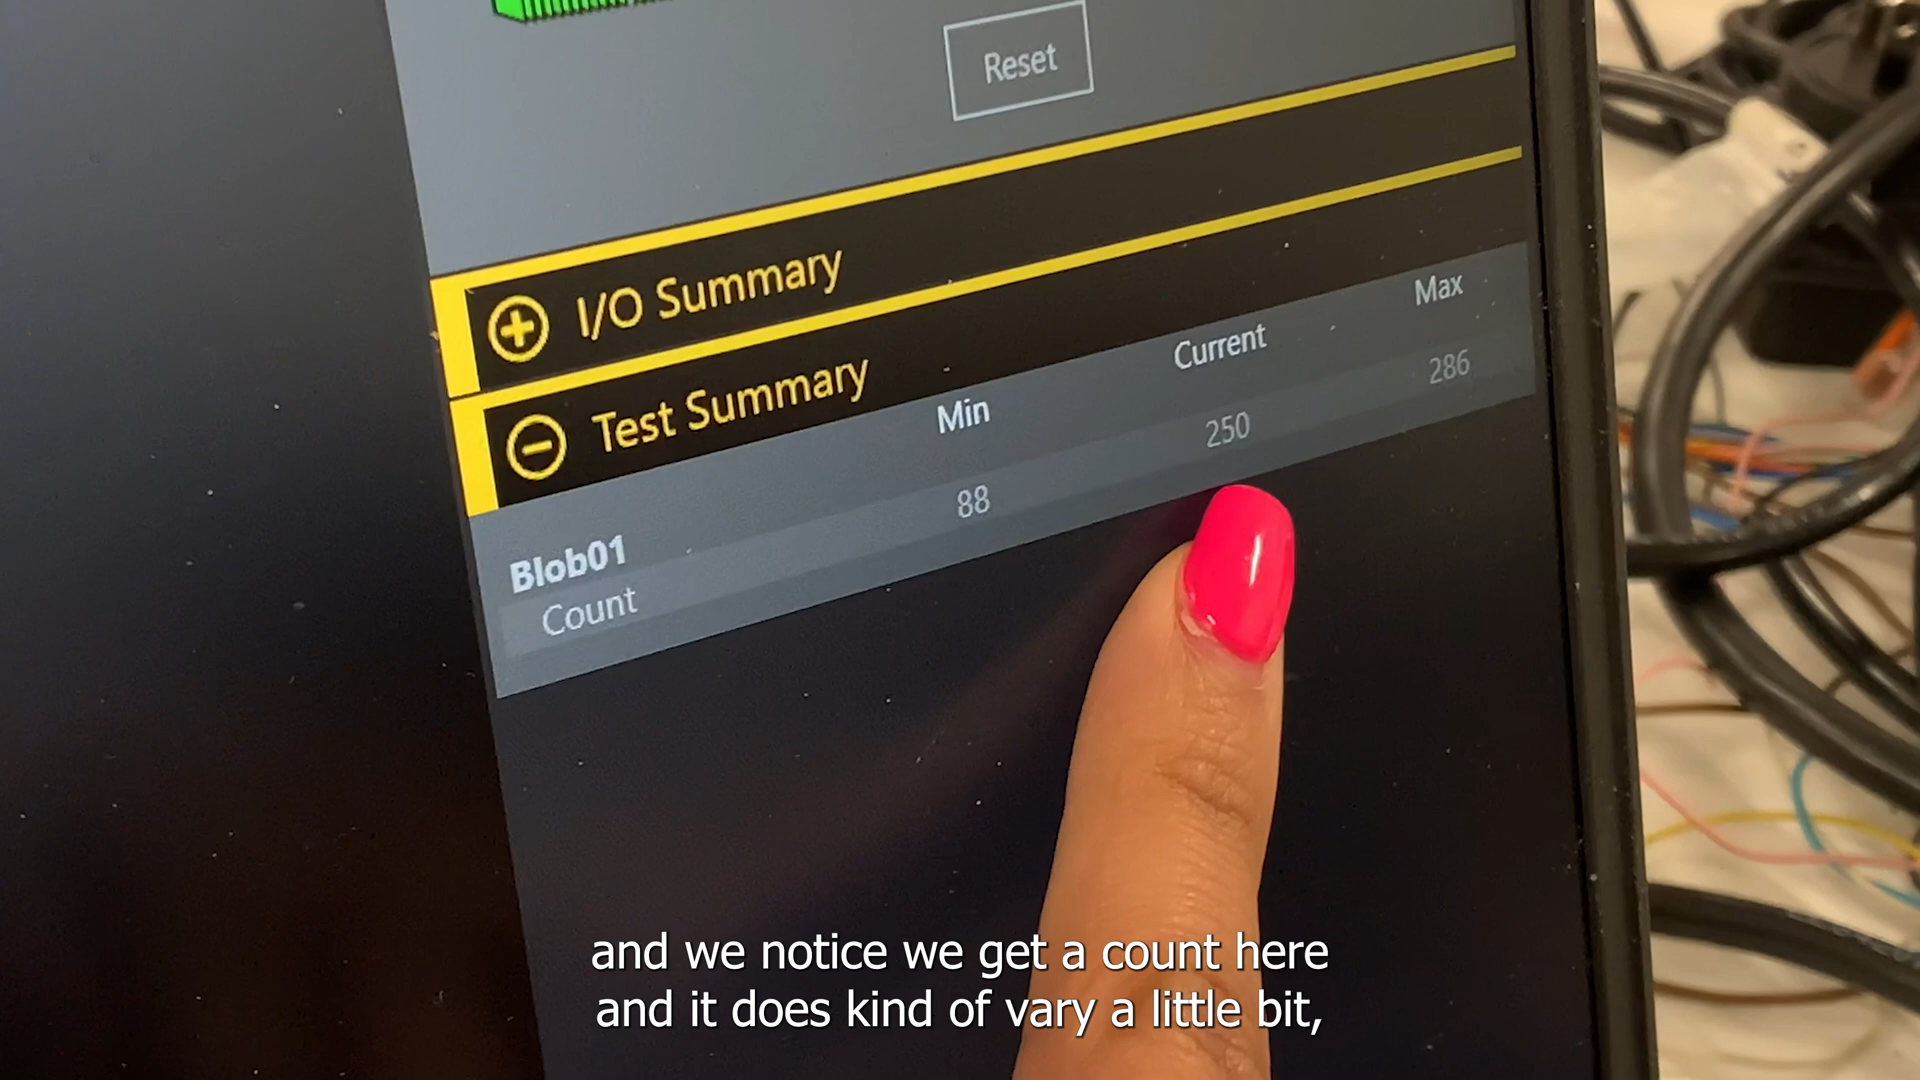 Reset
I/O Summary
Test Summary
Min Current Max
Blob01
Count 88 250 286
and we notice we get a count here
and it does kind of vary a little bit,